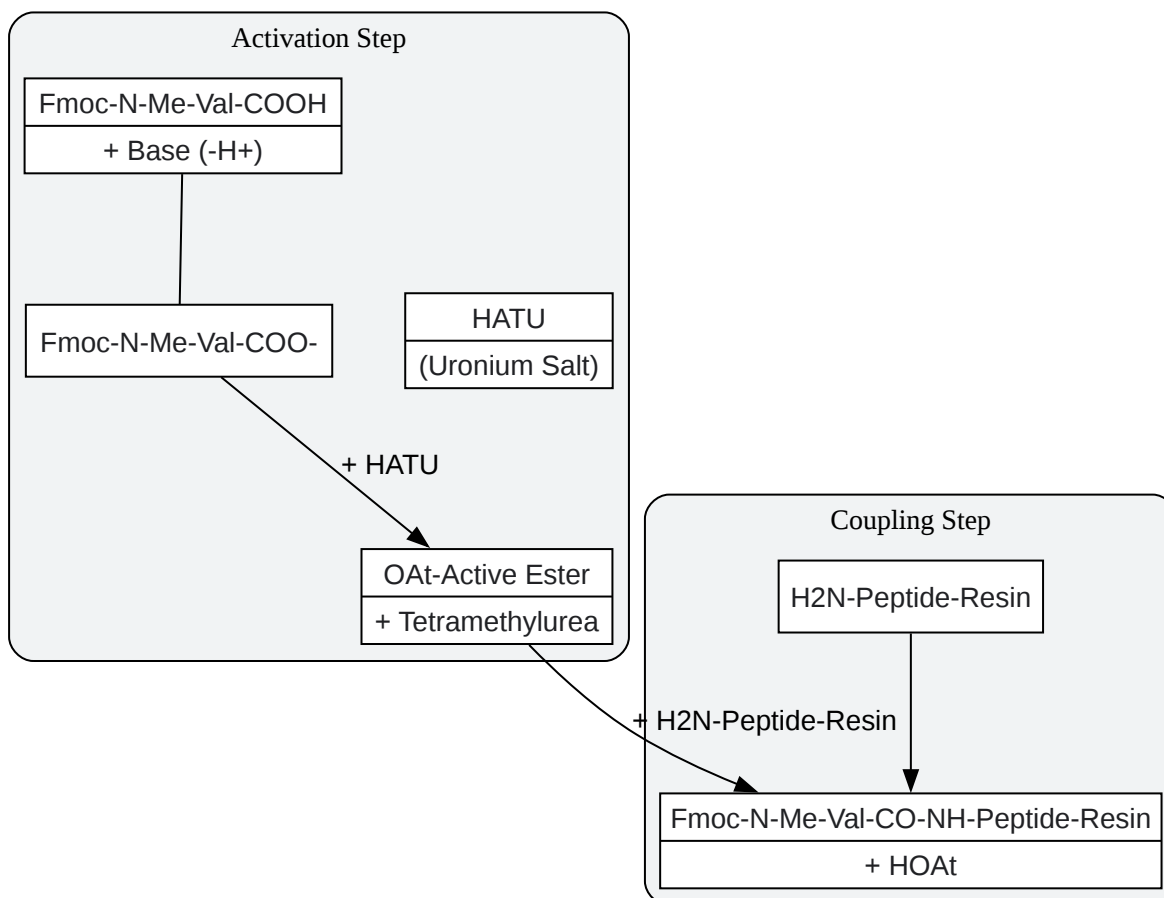 Activation Step
Fmoc-N-Me-Val-COOH
+ Base (-H+)
Fmoc-N-Me-Val-COO-
HATU
(Uronium Salt)
+ HATU
OAt-Active Ester
+ Tetramethylurea
Coupling Step
H2N-Peptide-Resin
+ H2N-Peptide-Resin
Fmoc-N-Me-Val-CO-NH-Peptide-Resin
+ HOAt